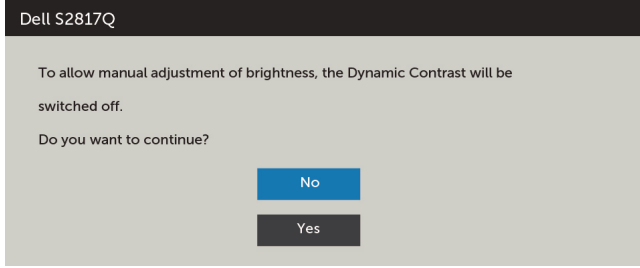 Dell S2817Q
To allow manual adjustment of brightness, the Dynamic Contrast will be
switched off.
Do you want to continue?
No
Yes